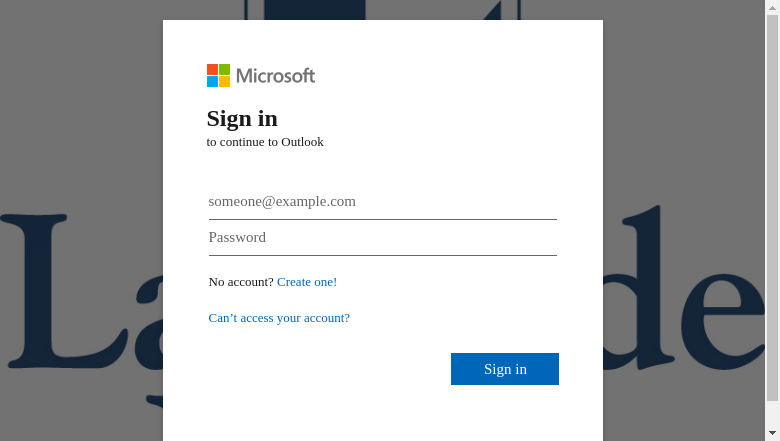 Microsoft
Sign in
to continue to Outlook
someone@example.com
Password
No account? Create one!
Can’t access your account?
Sign in